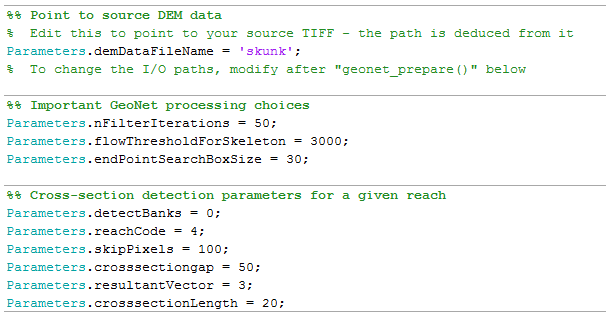 %% Point to source DEM data
%  Edit this to point to your source TIFF - the path is deduced from it
Parameters.demDataFileName = 'skunk';
%  To change the I/O paths, modify after "geonet_prepare()" below
%% Important GeoNet processing choices
Parameters.nFilterIterations = 50;
Parameters.flowThresholdForSkeleton = 3000;
Parameters.endPointSearchBoxSize = 30;
%% Cross-section detection parameters for a given reach
Parameters.detectBanks = 0;
Parameters.reachCode = 4;
Parameters.skipPixels = 100;
Parameters.crosssectiongap = 50;
Parameters.resultantVector = 3;
Parameters.crosssectionLength = 20;